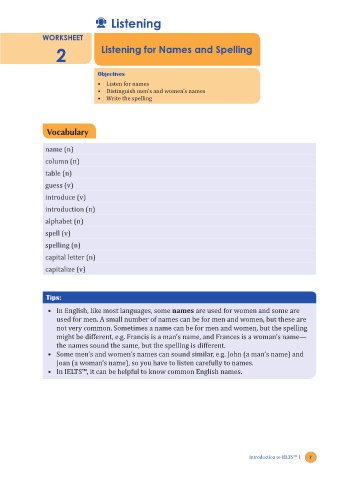 Listening
WORKSHEET
2
Listening for Names and Spelling
Objectives
• Listen for names
• Distinguish men's and women's names
• Write the spelling
Vocabulary
name (n)
column (n)
table (n)
guess (v)
introduce (v)
introduction (n)
alphabet (n)
spell (v)
spelling (n)
capital letter (n)
capitalize (v)
Tips:
• In English, like most languages, some names are used for women and some are
used for men. A small number of names can be for men and women, but these are
not very common. Sometimes a name can be for men and women, but the spelling
might be different, e.g. Francis is a man's name, and Frances is a woman's name—
the names sound the same, but the spelling is different.
• Some men's and women's names can sound similar, e.g. John (a man's name) and
Joan (a woman's name), so you have to listen carefully to names.
• In IELTS™, it can be helpful to know common English names.
Introduction to IELTS™ 1